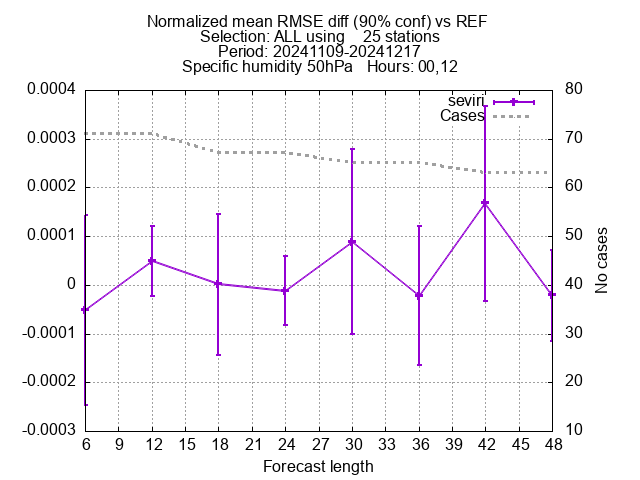 Normalized mean RMSE diff (90% conf) vs REF
Selection: ALL using    25 stations
Period: 20241109-20241217
Specific humidity 50hPa   Hours: 00,12
seviri
Cases
0.0004
0.0003
0.0002
0.0001
0
-0.0001
-0.0002
-0.0003
80
70
60
50
40
30
20
10
No cases
6 9 12 15 18 21 24 27 30 33 36 39 42 45 48
Forecast length